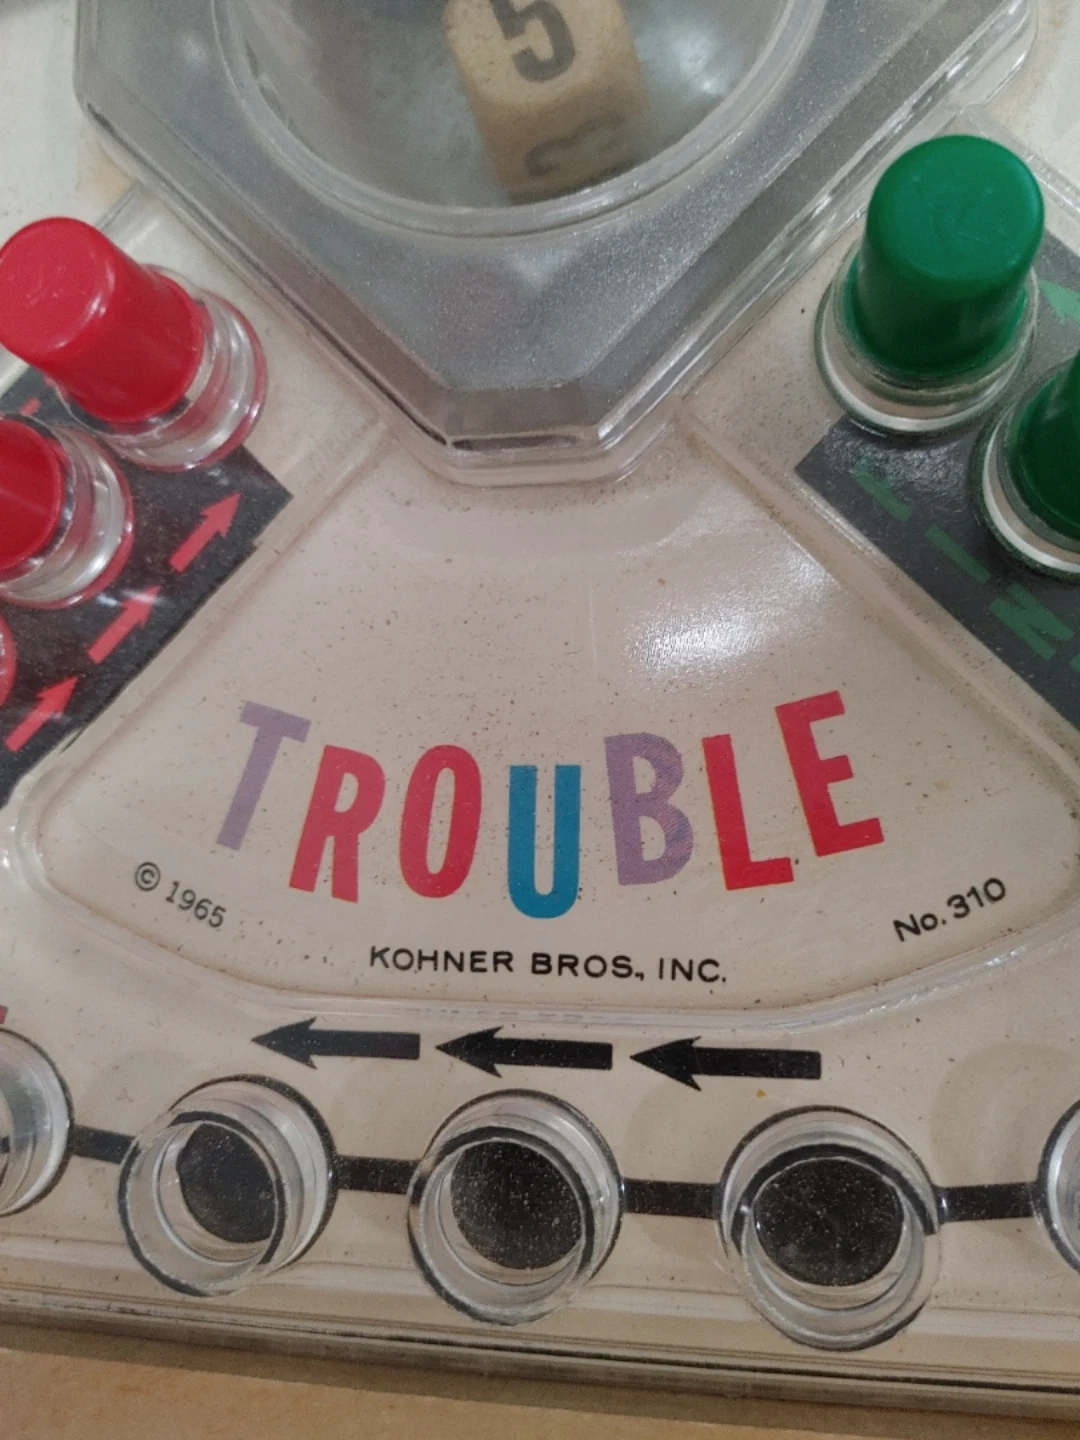 5
TROUBLE
© 1965
No. 310
KOHNER BROS., INC.